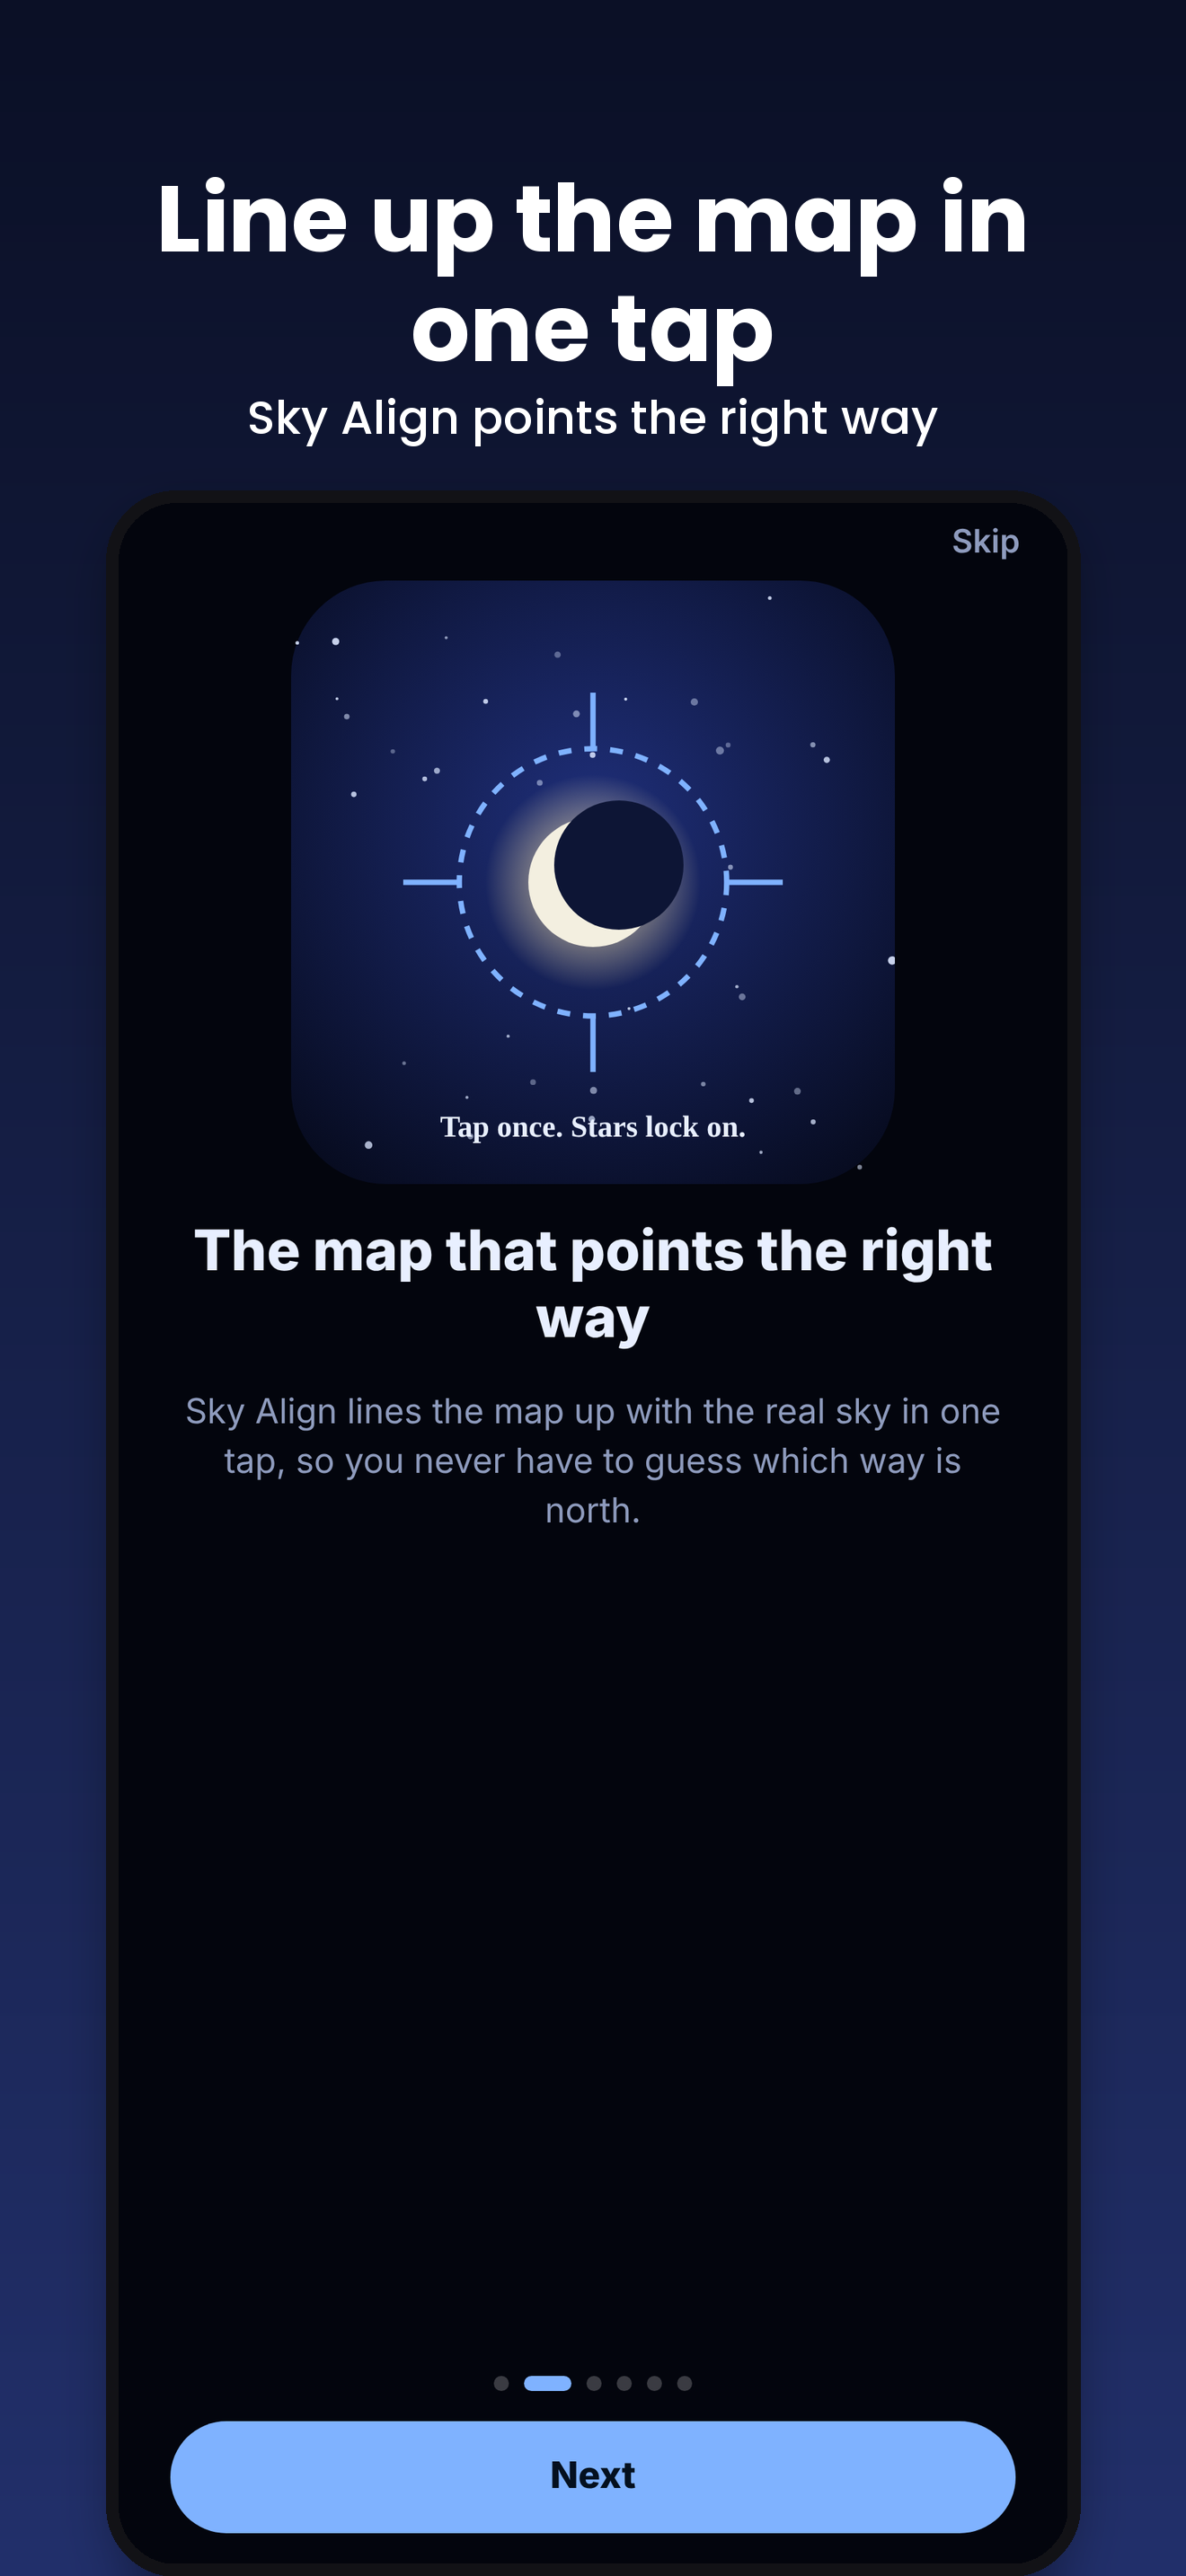 Line up the map in
one tap
Sky Align points the right way
Skip
Tap once. Stars lock on.
The map that points the right
way
Sky Align lines the map up with the real sky in one
tap, so you never have to guess which way is
north.
Next